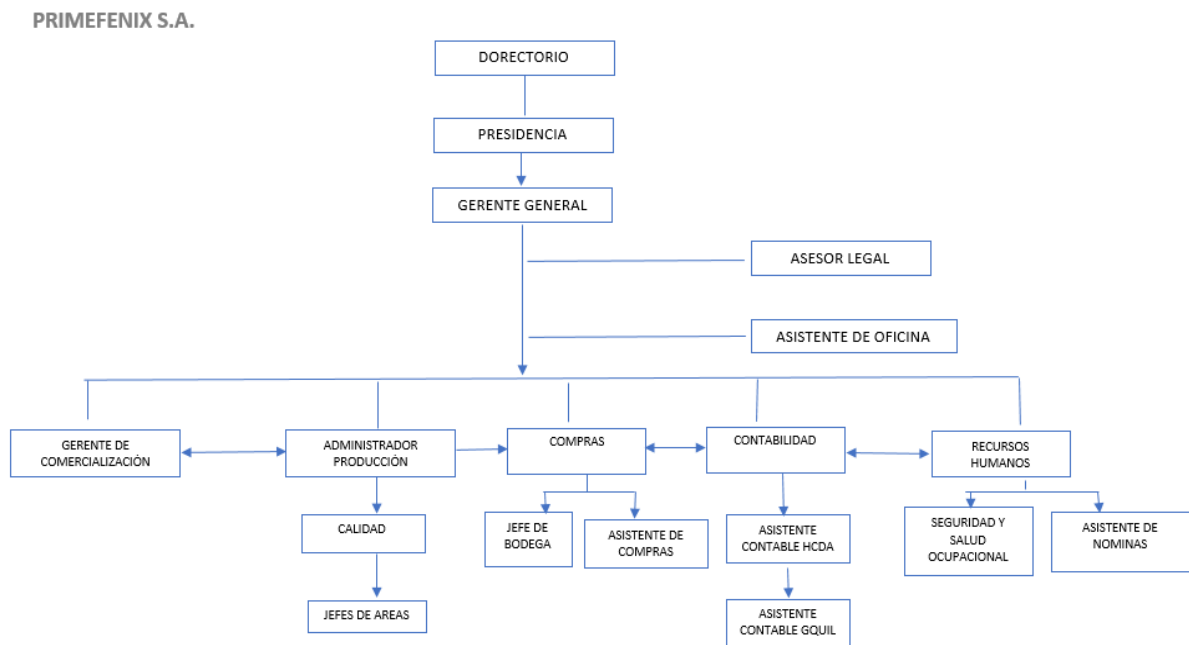 PRIMEFENIX S.A.
DORECTORIO
PRESIDENCIA
GERENTE GENERAL
ASESOR LEGAL
ASISTENTE DE OFICINA
GERENTE DE
COMERCIALIZACIÓN
ADMINISTRADOR
PRODUCCIÓN
COMPRAS
CONTABILIDAD
RECURSOS
HUMANOS
CALIDAD
JEFE DE
BODEGA
ASISTENTE DE
COMPRAS
ASISTENTE
CONTABLE HCDA
SEGURIDAD Y
SALUD
OCUPACIONAL
ASISTENTE DE
NOMINAS
JEFES DE AREAS
ASISTENTE
CONTABLE GQUIL